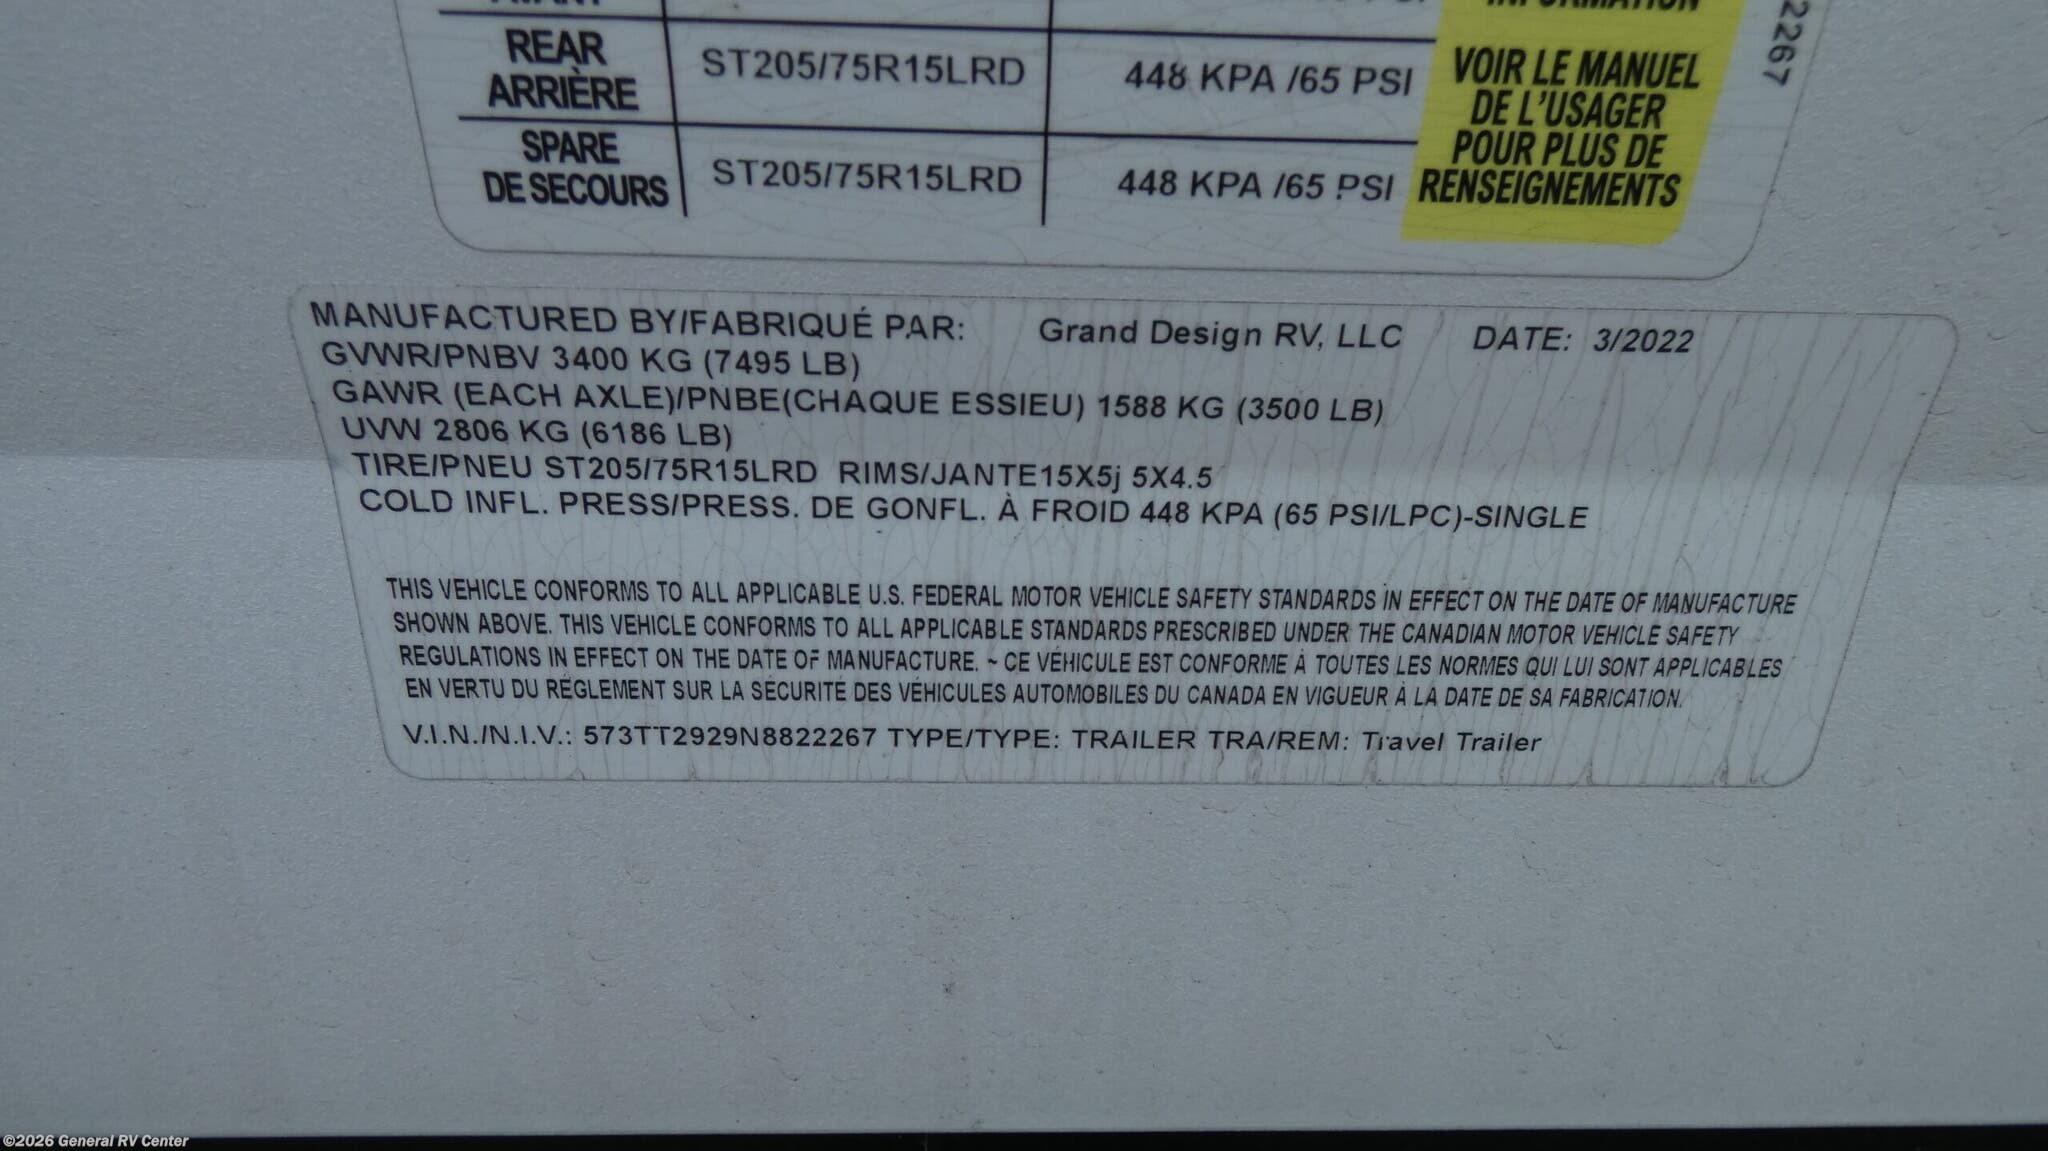 REAR
ARRIÈRE
ST205/75R15LRD
448 KPA /65 PSI
SPARE
DE SECOURS
ST205/75R15LRD
448 KPA /65 PSI
INFORMATION
VOIR LE MANUEL
DE L'USAGER
POUR PLUS DE
RENSEIGNEMENTS
2267
MANUFACTURED BY/FABRIQUÉ PAR: Grand Design RV, LLC DATE: 3/2022
GVWR/PNBV 3400 KG (7495 LB)
GAWR (EACH AXLE)/PNBE(CHAQUE ESSIEU) 1588 KG (3500 LB)
UVW 2806 KG (6186 LB)
TIRE/PNEU ST205/75R15LRD RIMS/JANTE15X5j 5X4.5
COLD INFL. PRESS/PRESS. DE GONFL. À FROID 448 KPA (65 PSI/LPC)-SINGLE
THIS VEHICLE CONFORMS TO ALL APPLICABLE U.S. FEDERAL MOTOR VEHICLE SAFETY STANDARDS IN EFFECT ON THE DATE OF MANUFACTURE
SHOWN ABOVE. THIS VEHICLE CONFORMS TO ALL APPLICABLE STANDARDS PRESCRIBED UNDER THE CANADIAN MOTOR VEHICLE SAFETY
REGULATIONS IN EFFECT ON THE DATE OF MANUFACTURE. ~ CE VÉHICULE EST CONFORME À TOUTES LES NORMES QUI LUI SONT APPLICABLES
EN VERTU DU RÉGLEMENT SUR LA SÉCURITÉ DES VÉHICULES AUTOMOBILES DU CANADA EN VIGUEUR À LA DATE DE SA FABRICATION.
V.I.N./N.I.V.: 573TT2929N8822267 TYPE/TYPE: TRAILER TRA/REM: Travel Trailer
©2026 General RV Center